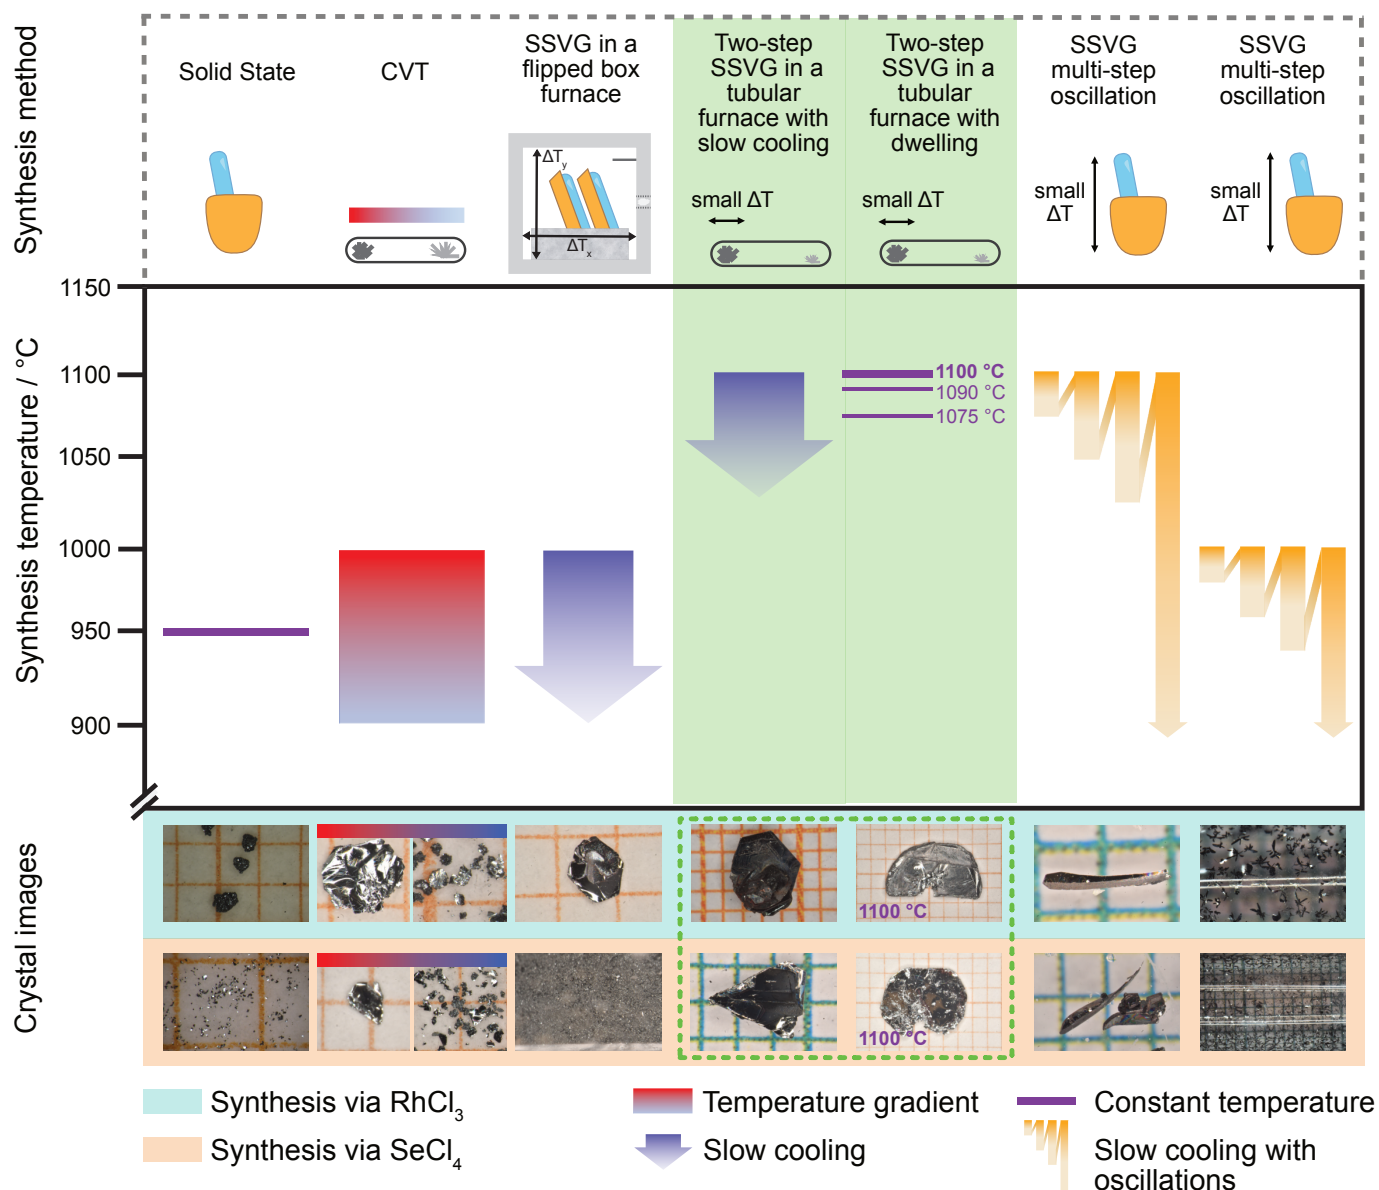 Synthesis method
Solid State
CVT
SSVG in a
flipped box
furnace
Two-step
SSVG in a
tubular
furnace with
slow cooling
Two-step
SSVG in a
tubular
furnace with
dwelling
SSVG
multi-step
oscillation
SSVG
multi-step
oscillation
ΔTy
ΔTx
small ΔT
small ΔT
small
ΔT
small
ΔT
Synthesis temperature / °C
1150
1100
1050
1000
950
900
1100 °C
1090 °C
1075 °C
Crystal images
1100 °C
1100 °C
Synthesis via RhCl3
Synthesis via SeCl4
Temperature gradient
Slow cooling
Constant temperature
Slow cooling with
oscillations